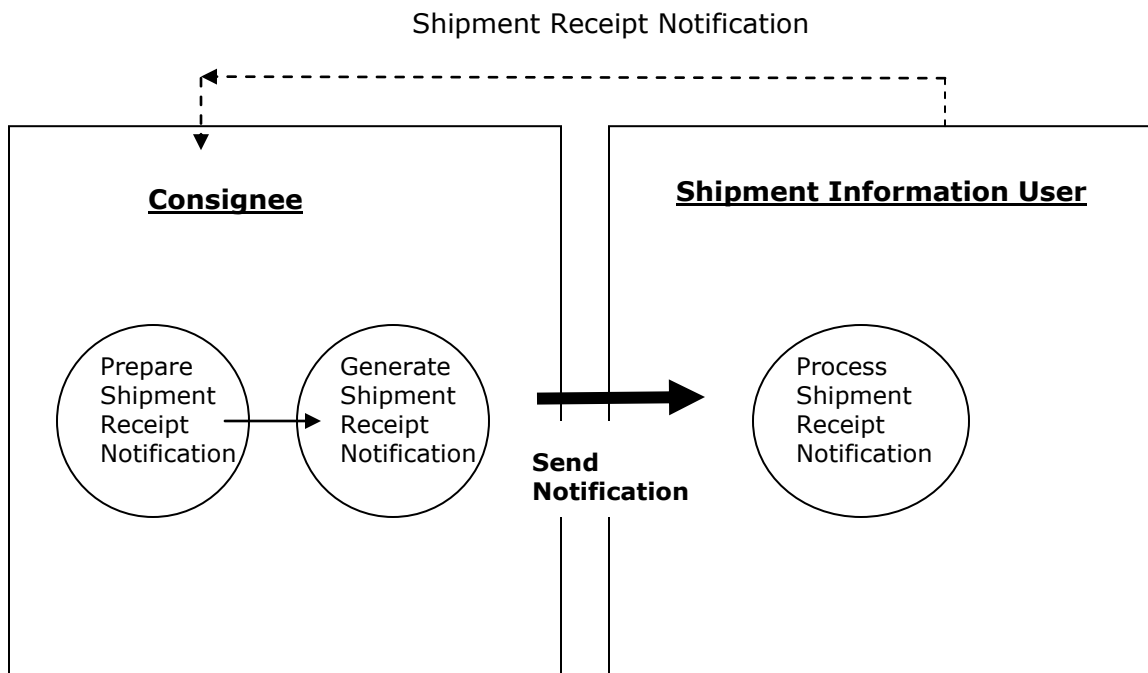 Shipment Receipt Notification
Consignee
Shipment Information User
Prepare
Shipment
Receipt
Notification
Generate
Shipment
Receipt
Notification
Send
Notification
Process
Shipment
Receipt
Notification